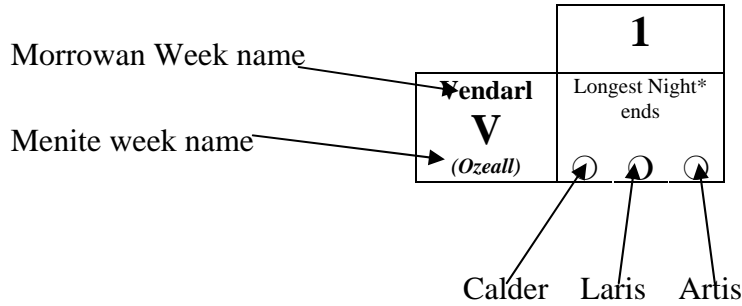 1
Morrowan Week name
Vendarl
Longest Night*
ends
V
Menite week name
(Ozeall)
Calder Laris Artis